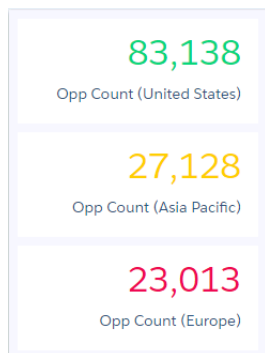 83,138
Opp Count (United States)
27,128
Opp Count (Asia Pacific)
23,013
Opp Count (Europe)